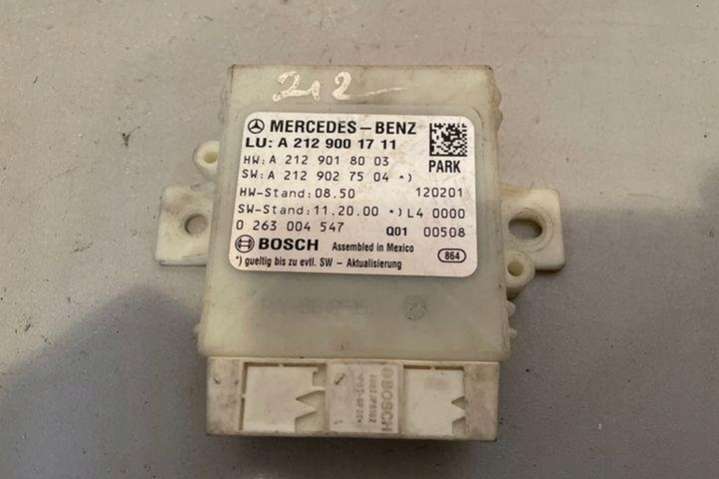 212
MERCEDES-BENZ
LU: A 212 900 17 11
HW: A 212 901 80 03 PARK
SW: A 212 902 75 04 *)
HW-Stand: 08.50 120201
SW-Stand: 11.20.00 *) L4 0000
0 263 004 547 Q01 00508
BOSCH Assembled in Mexico
*) gueltig bis zu evtl. SW - Aktualisierung 864
BOSCH